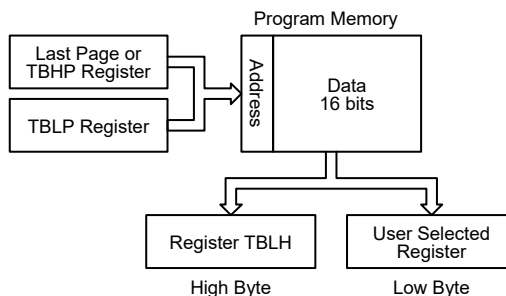 Program Memory
Last Page or
TBHP Register
TBLP Register
Address
Data
16 bits
Register TBLH
User Selected
Register
High Byte
Low Byte